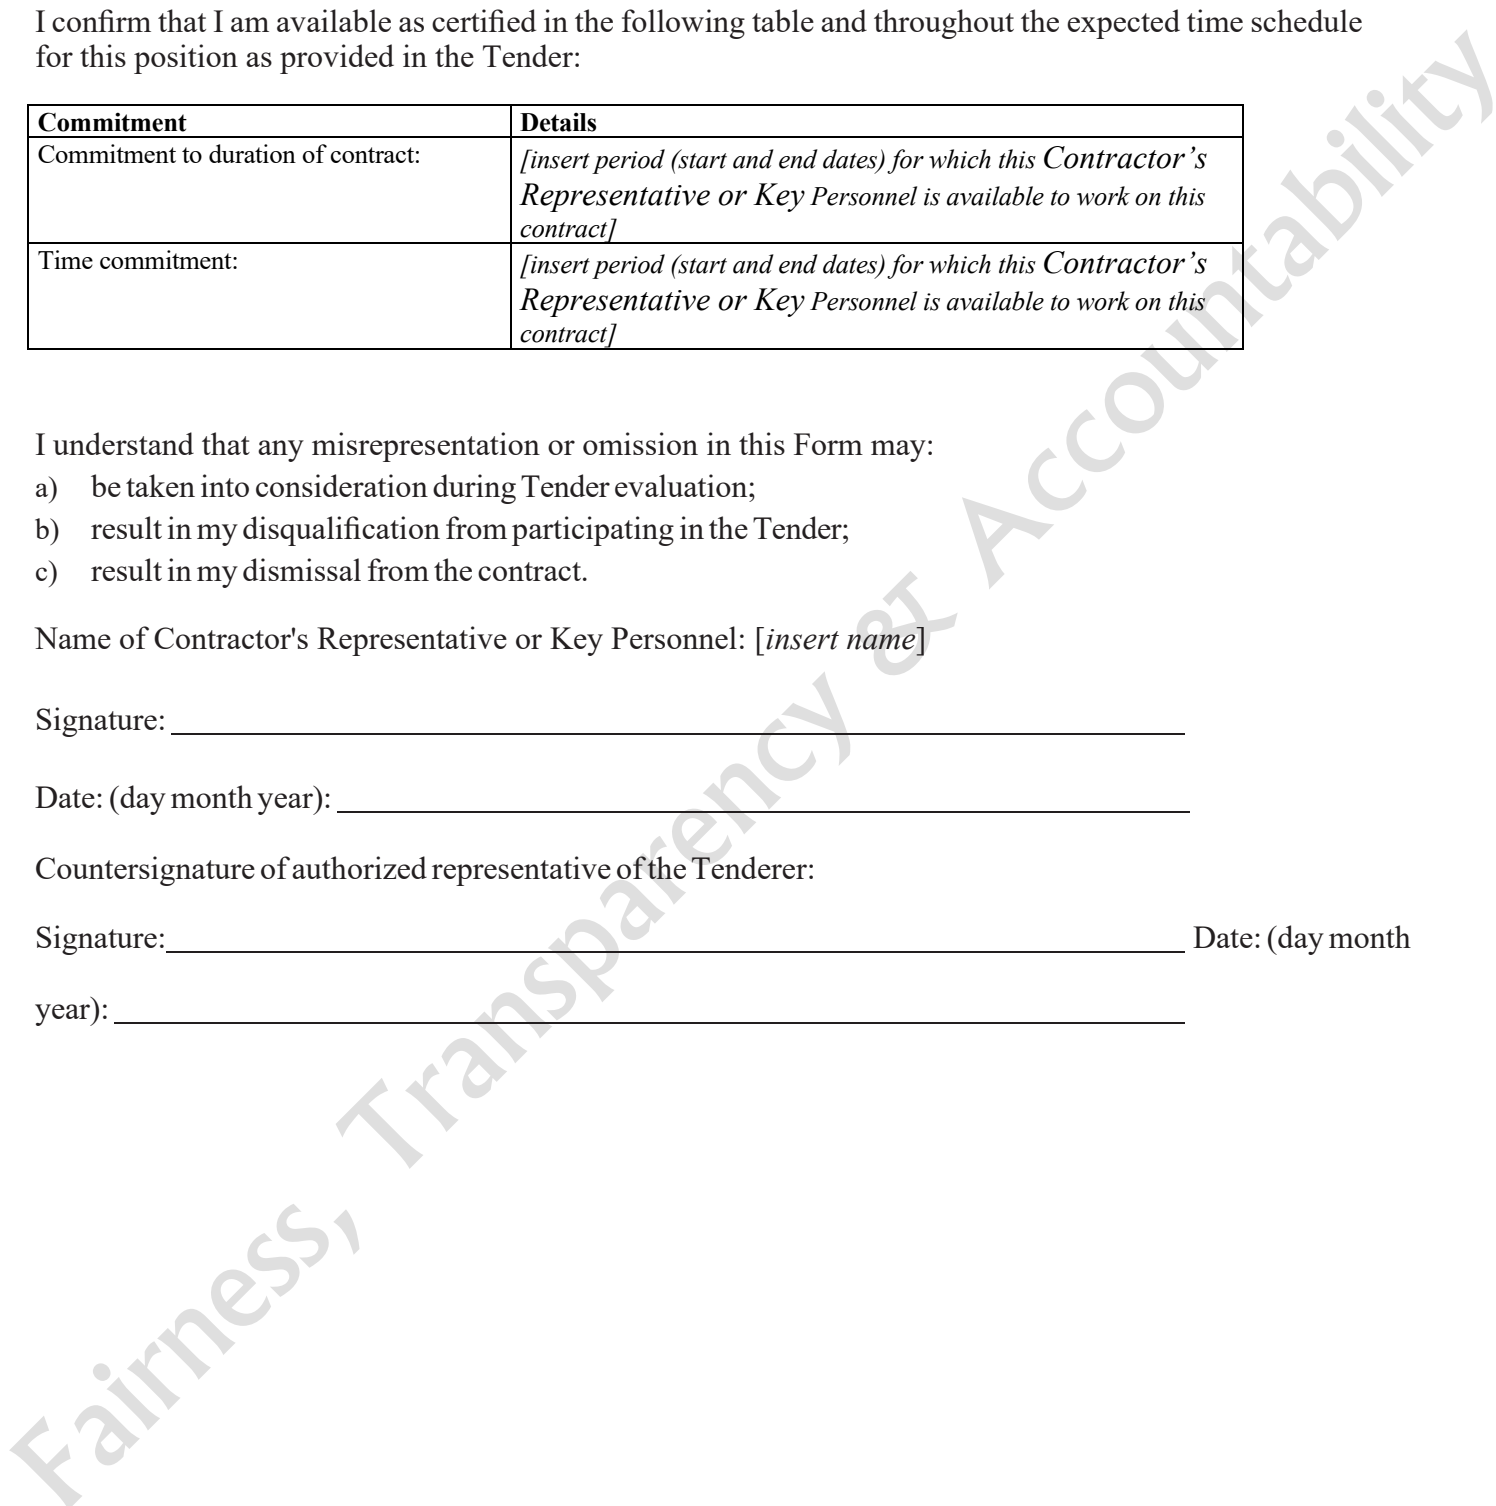 I confirm that I am available as certified in the following table and throughout the expected time schedule
for this position as provided in the Tender:
Commitment Details
Commitment to duration of contract: [insert period (start and end dates) for which this Contractor’s
Representative or Key Personnel is available to work on this
contract]
Time commitment: [insert period (start and end dates) for which this Contractor’s
Representative or Key Personnel is available to work on this
contract]
I understand that any misrepresentation or omission in this Form may:
a) be taken into consideration during Tender evaluation;
b) result in my disqualification from participating in the Tender;
c) result in my dismissal from the contract.
Name of Contractor's Representative or Key Personnel: [insert name]
Signature:
Date: (day month year):
Countersignature of authorized representative of the Tenderer:
Signature: Date: (day month
year):
Fairness, Transparency & Accountability